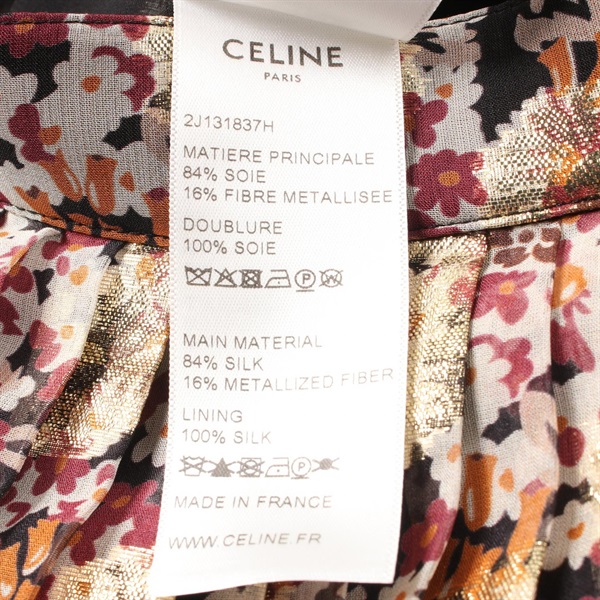 CELINE
PARIS
2J131837H
MATIERE PRINCIPALE
84% SOIE
16% FIBRE METALLISEE
DOUBLURE
100% SOIE
MAIN MATERIAL
84% SILK
16% METALLIZED FIBER
LINING
100% SILK
MADE IN FRANCE
WWW.CELINE.FR